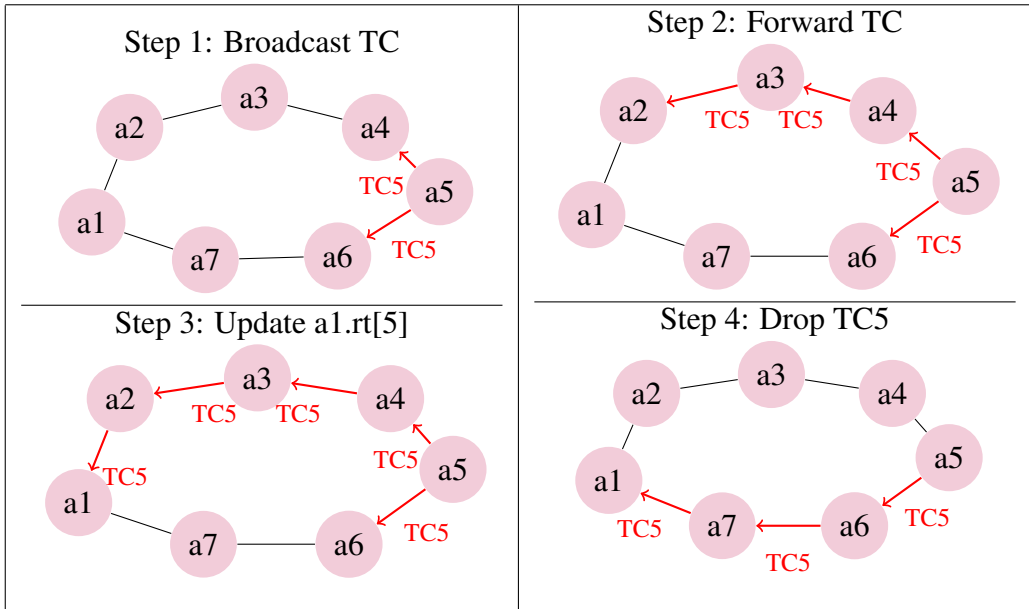 Step 1: Broadcast TC
a3
a2
a4
TC5
a5
a1
TC5
a7
a6
Step 2: Forward TC
a3
a2
TC5
TC5
a4
TC5
a5
a1
TC5
a7
a6
Step 3: Update a1.rt[5]
a3
a2
TC5
TC5
a4
TC5
a5
TC5
a1
TC5
a7
a6
Step 4: Drop TC5
a3
a2
a4
a5
a1
TC5
TC5
a7
a6
TC5